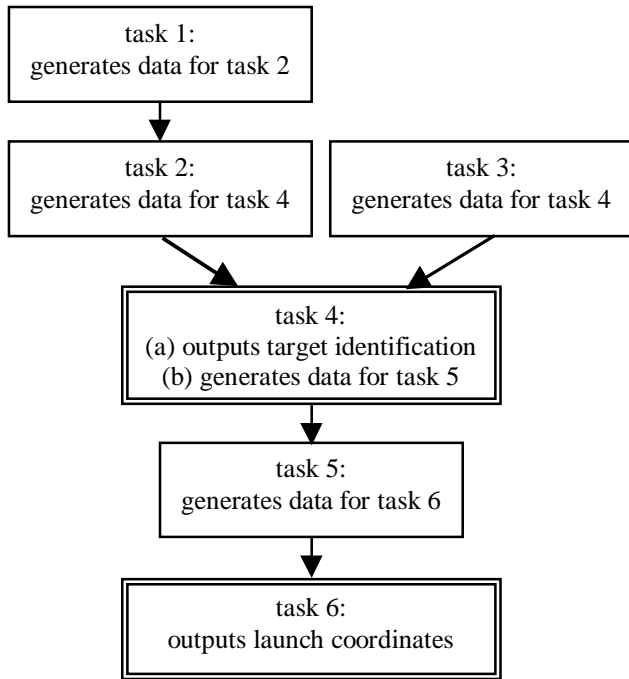 task 1:
generates data for task 2
task 2:
generates data for task 4
task 3:
generates data for task 4
task 4:
(a) outputs target identification
(b) generates data for task 5
task 5:
generates data for task 6
task 6:
outputs launch coordinates